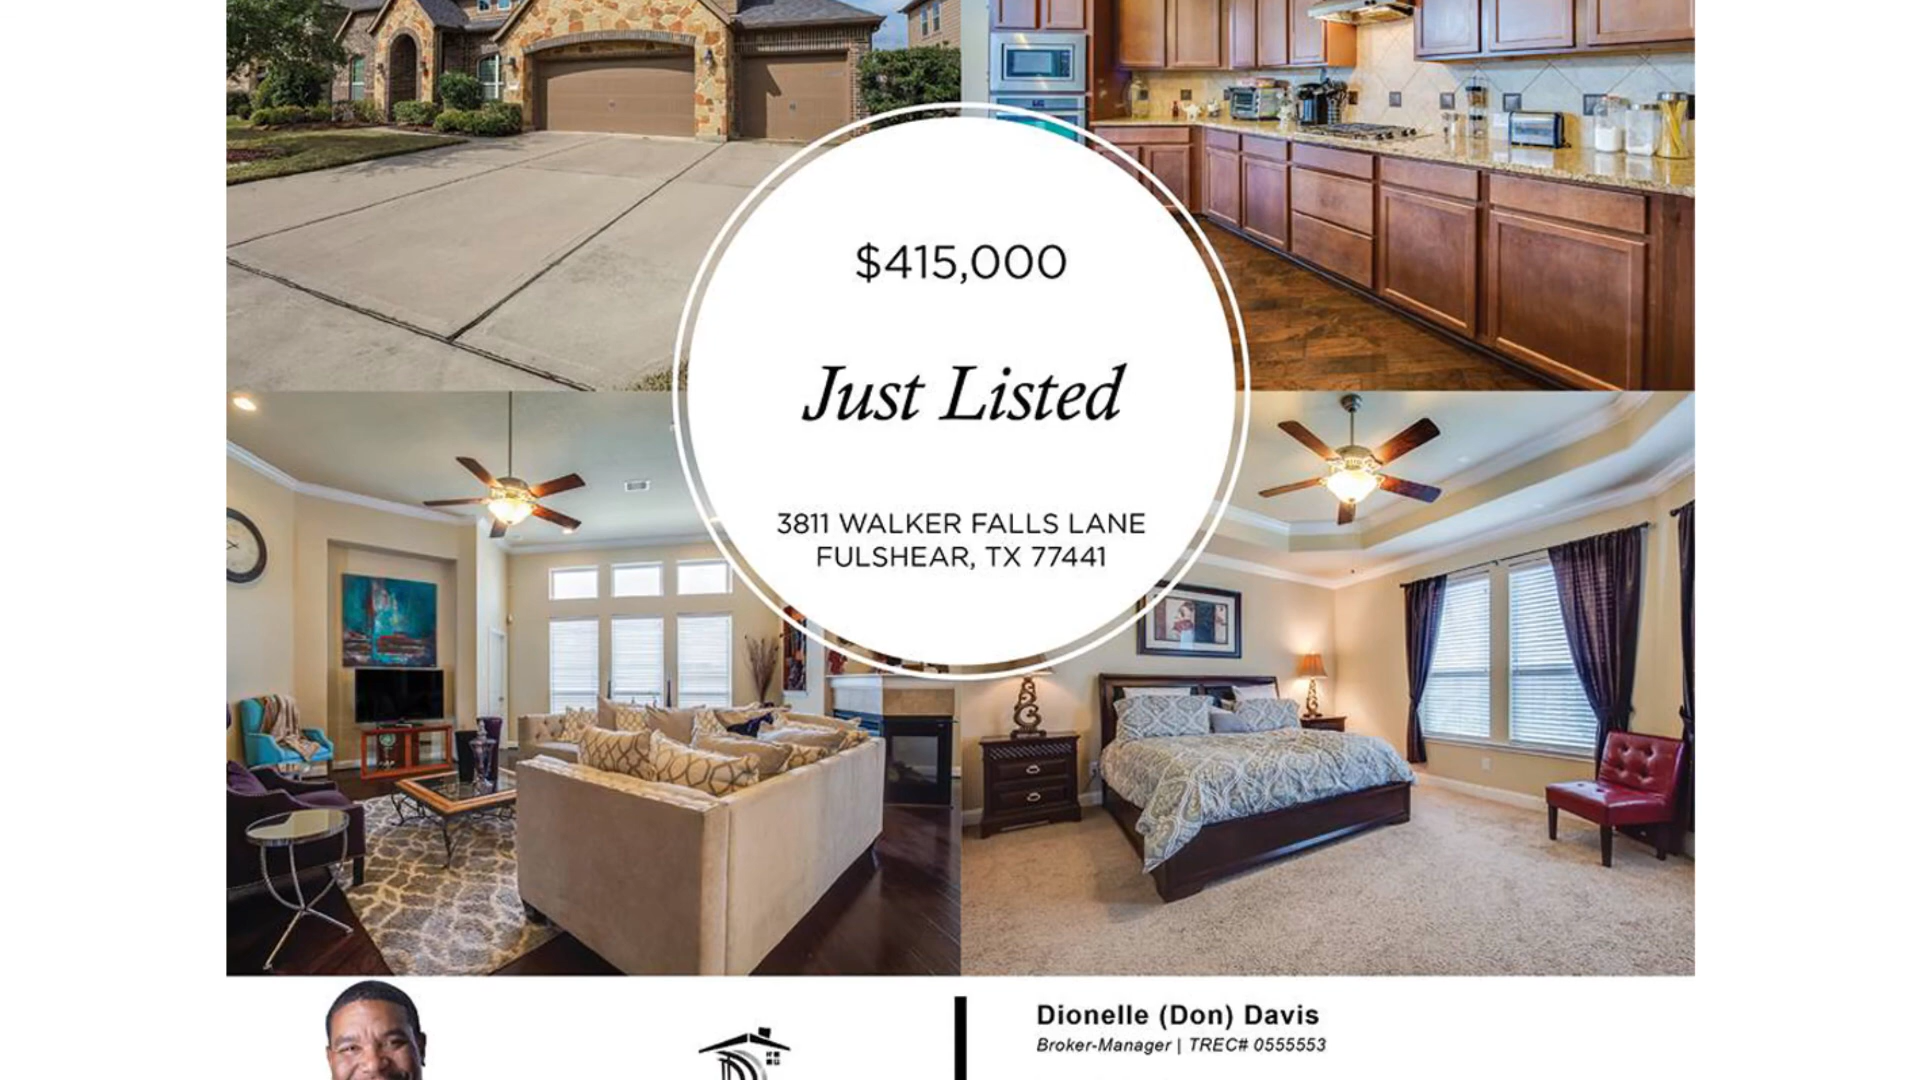 $415,000
Just Listed
3811 WALKER FALLS LANE
FULSHEAR, TX 77441
Dionelle (Don) Davis
Broker-Manager | TREC# 0555553